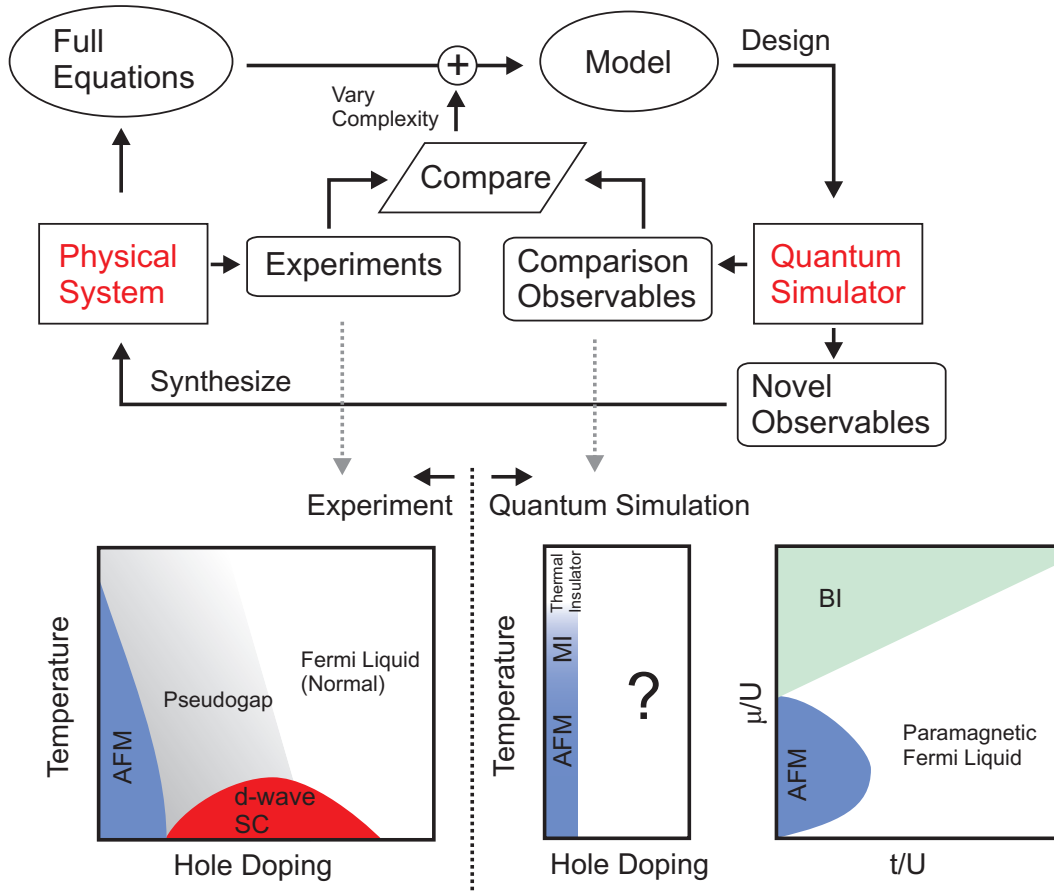 Full
Equations
+
Model
Design
Vary
Complexity
Compare
Physical
System
Experiments
Comparison
Observables
Quantum
Simulator
Synthesize
Novel
Observables
Experiment
Quantum Simulation
Temperature
AFM
Pseudogap
Fermi Liquid
(Normal)
d-wave
SC
Hole Doping
Temperature
Thermal
Insulator
MI
AFM
?
Hole Doping
μ/U
BI
AFM
Paramagnetic
Fermi Liquid
t/U